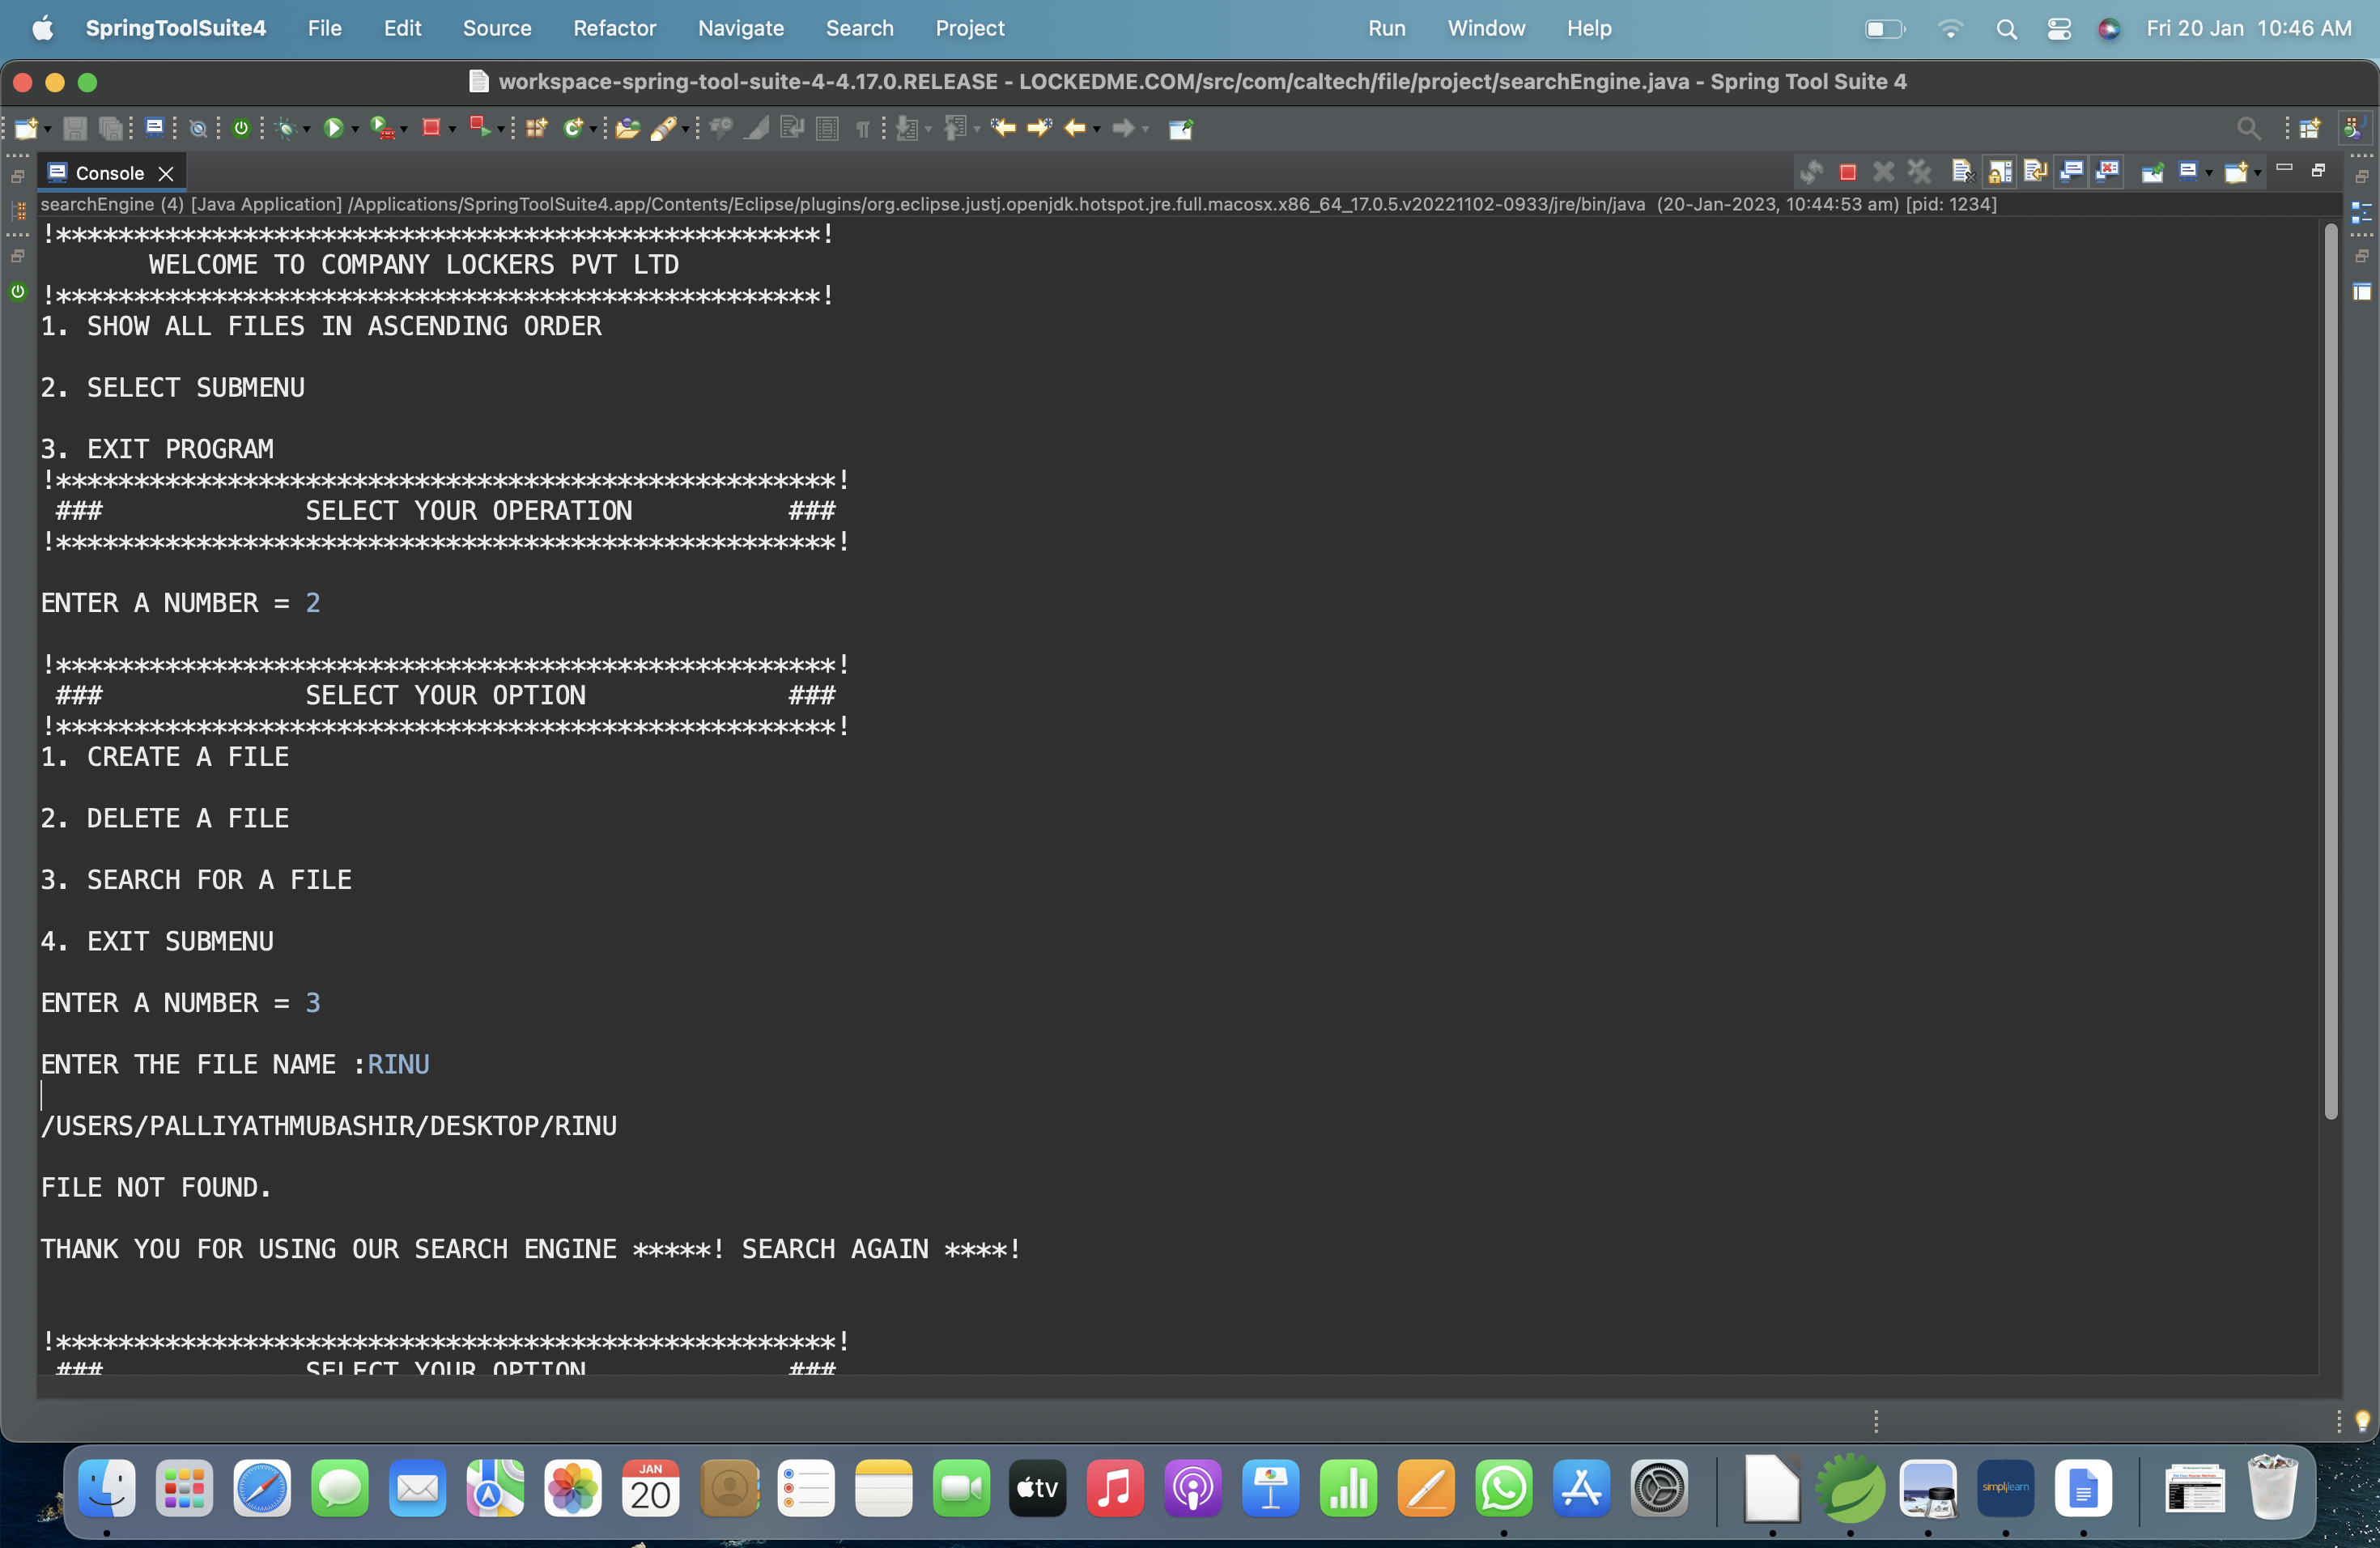 SpringToolSuite4 File Edit Source Refactor Navigate Search Project Run Window Help Fri 20 Jan 10:46 AM
workspace-spring-tool-suite-4-4.17.0.RELEASE - LOCKEDME.COM/src/com/caltech/file/project/searchEngine.java - Spring Tool Suite 4
Console
searchEngine (4) [Java Application] /Applications/SpringToolSuite4.app/Contents/Eclipse/plugins/org.eclipse.justj.openjdk.hotspot.jre.full.macosx.x86_64_17.0.5.v20221102-0933/jre/bin/java (20-Jan-2023, 10:44:53 am) [pid: 1234]
!*************************************************!
WELCOME TO COMPANY LOCKERS PVT LTD
!*************************************************!
1. SHOW ALL FILES IN ASCENDING ORDER
2. SELECT SUBMENU
3. EXIT PROGRAM
!**************************************************!
### SELECT YOUR OPERATION ###
!**************************************************!
ENTER A NUMBER = 2
!**************************************************!
### SELECT YOUR OPTION ###
!**************************************************!
1. CREATE A FILE
2. DELETE A FILE
3. SEARCH FOR A FILE
4. EXIT SUBMENU
ENTER A NUMBER = 3
ENTER THE FILE NAME :RINU
/USERS/PALLIYATHMUBASHIR/DESKTOP/RINU
FILE NOT FOUND.
THANK YOU FOR USING OUR SEARCH ENGINE *****! SEARCH AGAIN ****!
!**************************************************!
### SELECT YOUR OPTION ###
JAN
20
tv
simplilearn